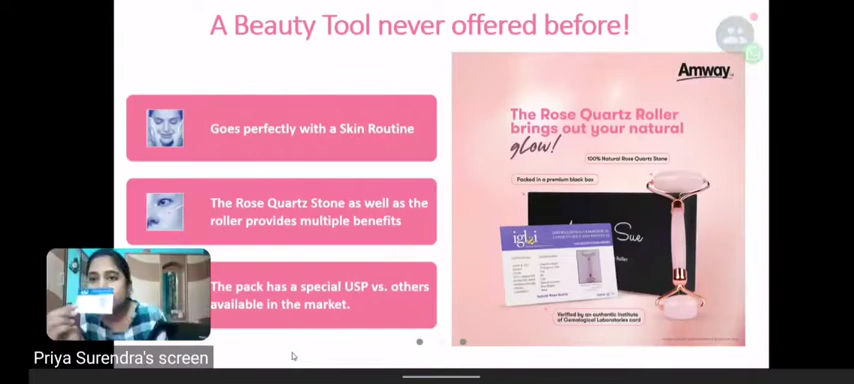 A Beauty Tool never offered before!
Goes perfectly with a Skin Routine
The Rose Quartz Stone as well as the
roller provides multiple benefits
The pack has a special USP vs. others
available in the market.
Amway
The Rose Quartz Roller
brings out your natural
glow!
100% Natural Rose Quartz Stone
Packed in a premium black box
Sue
Roller
Verified by an authentic Institute
of Gemological Laboratories card
Priya Surendra's screen